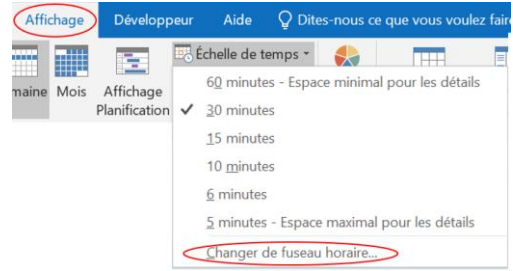 Affichage Développeur Aide Dites-nous ce que vous voulez faire
Échelle de temps
maine Mois Affichage
Planification
60 minutes - Espace minimal pour les détails
30 minutes
15 minutes
10 minutes
6 minutes
5 minutes - Espace maximal pour les détails
Changer de fuseau horaire...